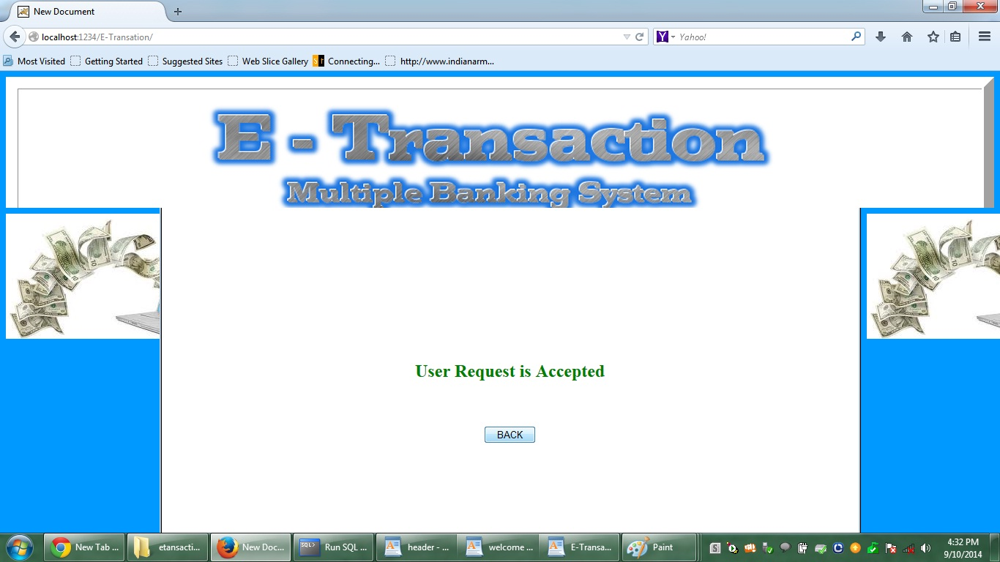 New Document
localhost:1234/E-Transation/
Yahoo!
Most Visited Getting Started Suggested Sites Web Slice Gallery Connecting... http://www.indianarm...
E - Transaction
Multiple Banking System
User Request is Accepted
BACK
New Tab ... etansacti... New Doc... Run SQL ... header - ... welcome ... E-Transa... Paint
4:32 PM
9/10/2014